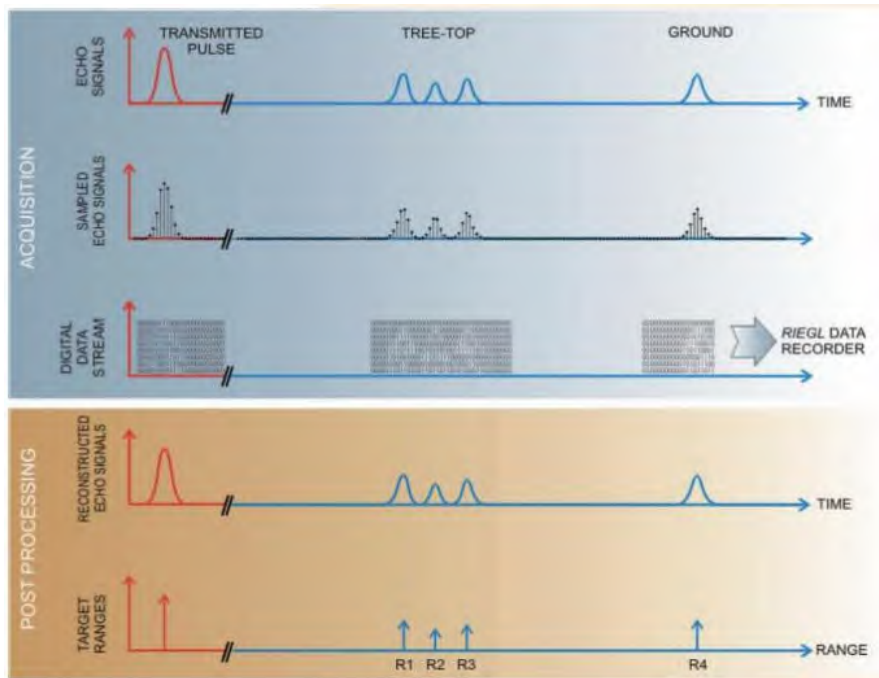 TRANSMITTED
PULSE
TREE-TOP
GROUND
ECHO
SIGNALS
TIME
ACQUISITION
SAMPLED
ECHO SIGNALS
DIGITAL
DATA
STREAM
RIEGL DATA
RECORDER
POST PROCESSING
RECONSTRUCTED
ECHO SIGNALS
TIME
TARGET
RANGES
R1 R2 R3 R4
RANGE